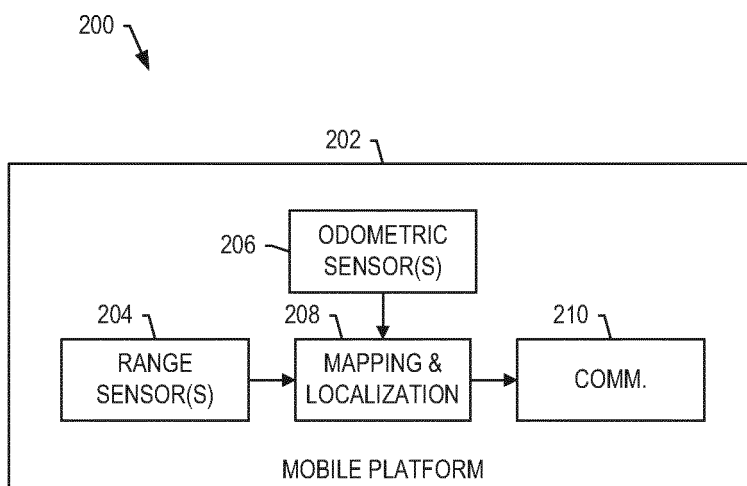 200
202
206
ODOMETRIC
SENSOR(S)
204
208
210
RANGE
SENSOR(S)
MAPPING &
LOCALIZATION
COMM.
MOBILE PLATFORM